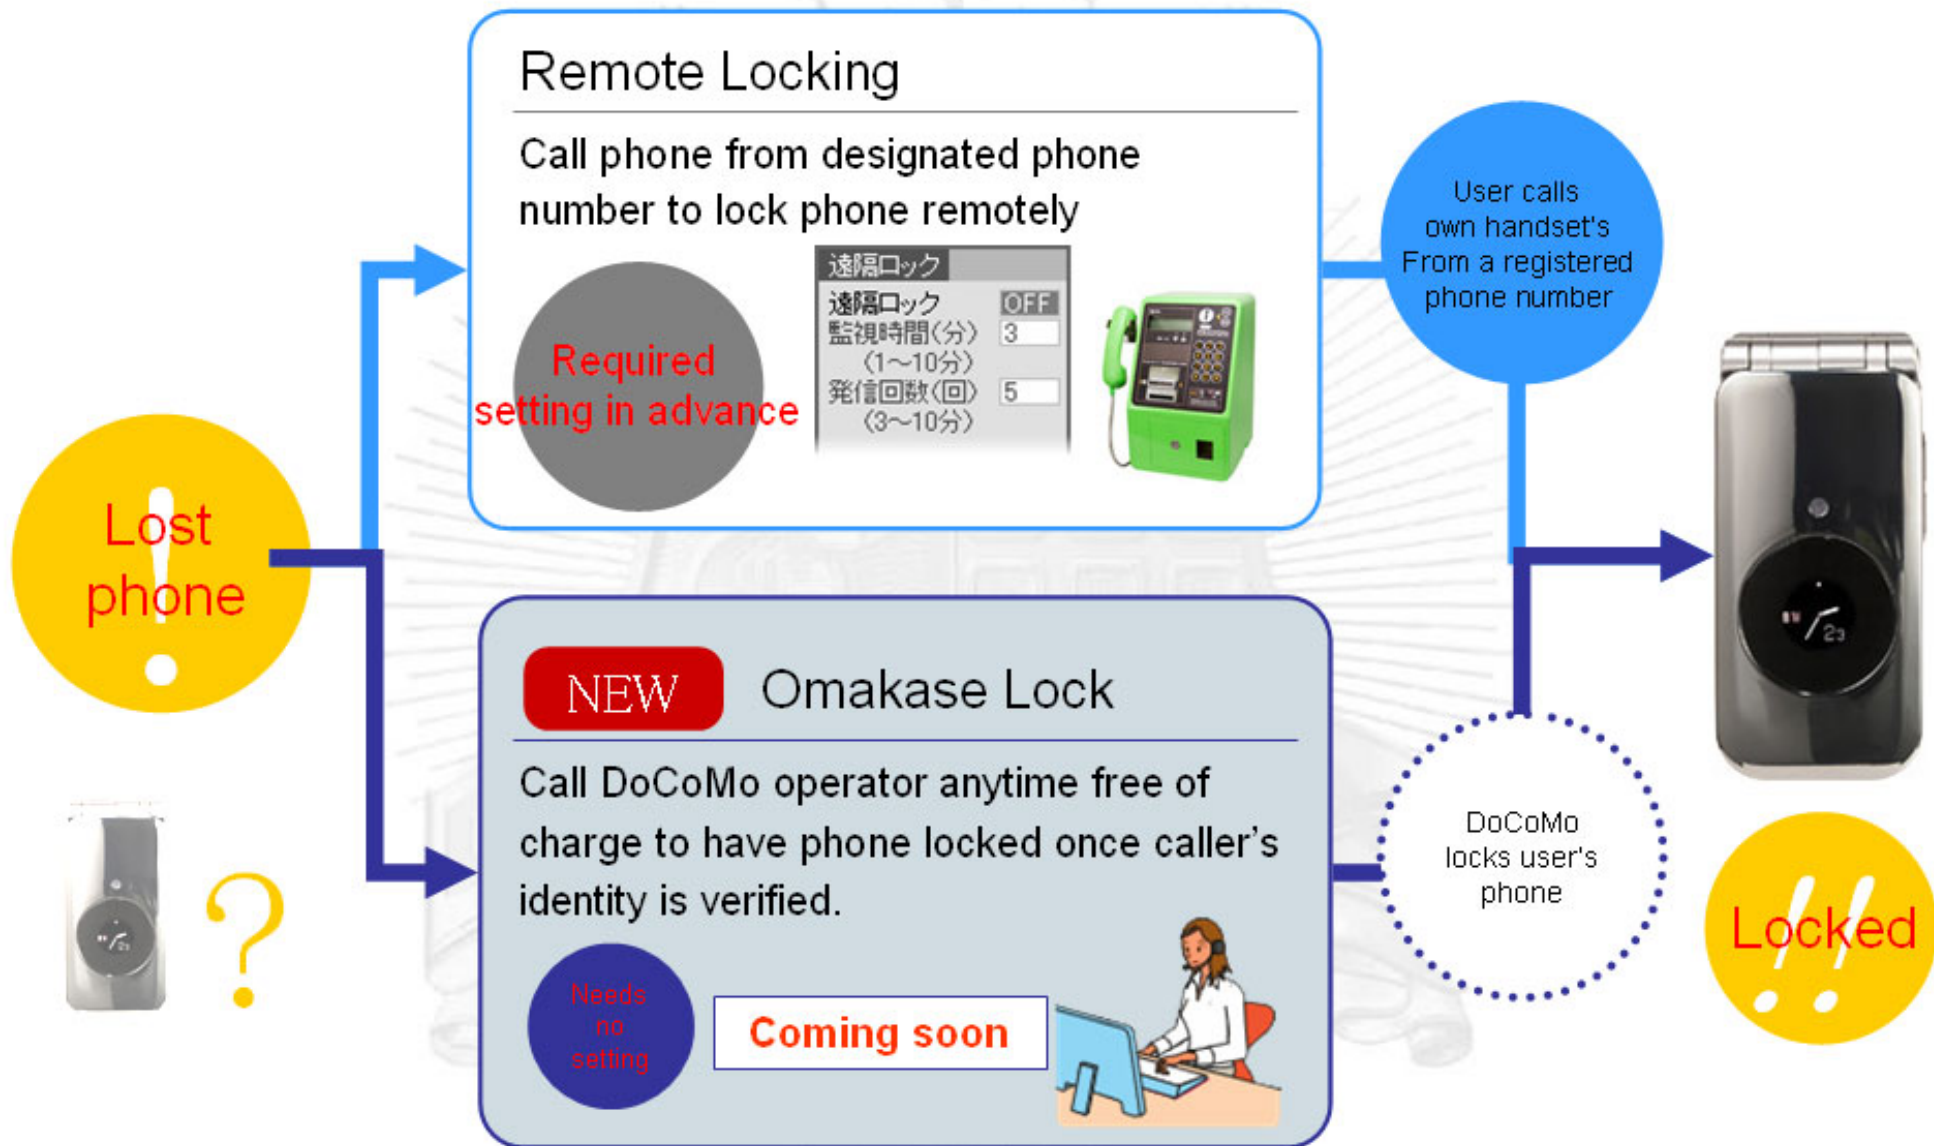 Remote Locking
Call phone from designated phone
number to lock phone remotely
Required
setting in advance
遠隔ロック
遠隔ロック OFF
監視時間(分) 3
(1~10分)
発信回数(回) 5
(3~10分)
User calls
own handset's
From a registered
phone number
Lost
phone
NEW Omakase Lock
Call DoCoMo operator anytime free of
charge to have phone locked once caller's
identity is verified.
Needs
no
setting
Coming soon
DoCoMo
locks user's
phone
Locked